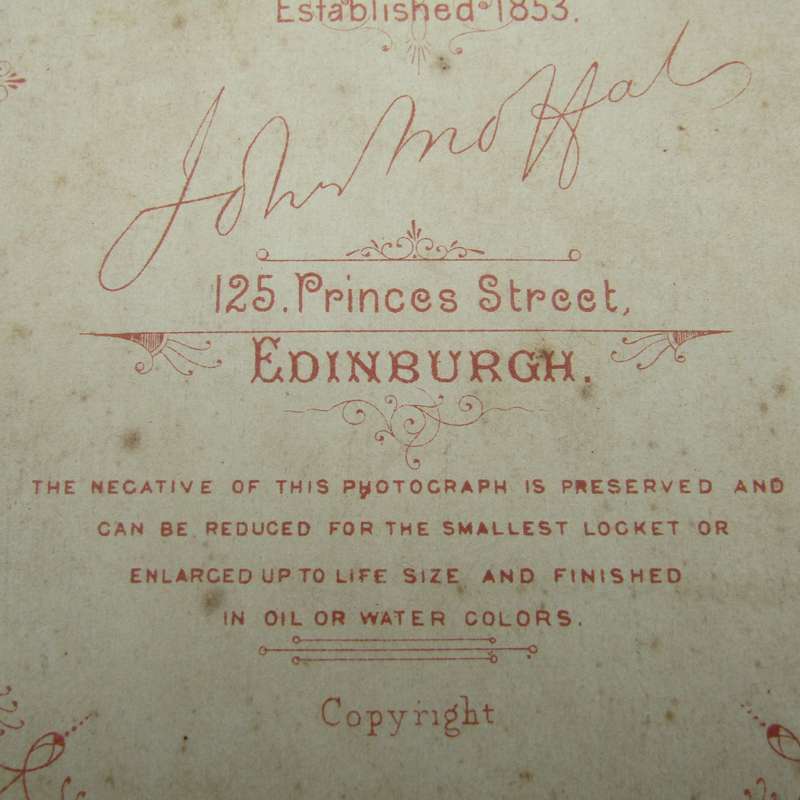 Established 1853.
John Moffat
125. Princes Street,
EDINBURGH.
THE NEGATIVE OF THIS PHOTOGRAPH IS PRESERVED AND
CAN BE REDUCED FOR THE SMALLEST LOCKET OR
ENLARGED UP TO LIFE SIZE AND FINISHED
IN OIL OR WATER COLORS.
Copyright